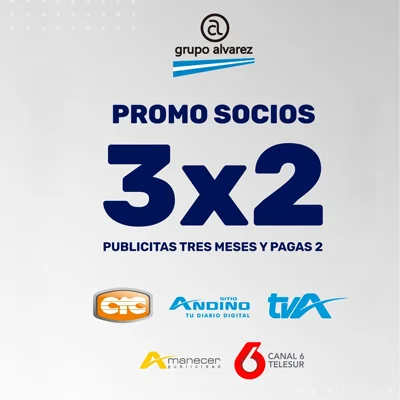 a
grupo alvarez
PROMO SOCIOS
3x2
PUBLICITAS TRES MESES Y PAGAS 2
CTC
SITIO
ANDINO
TU DIARIO DIGITAL
tvA
Amanecer
publicidad
6
CANAL 6
TELESUR